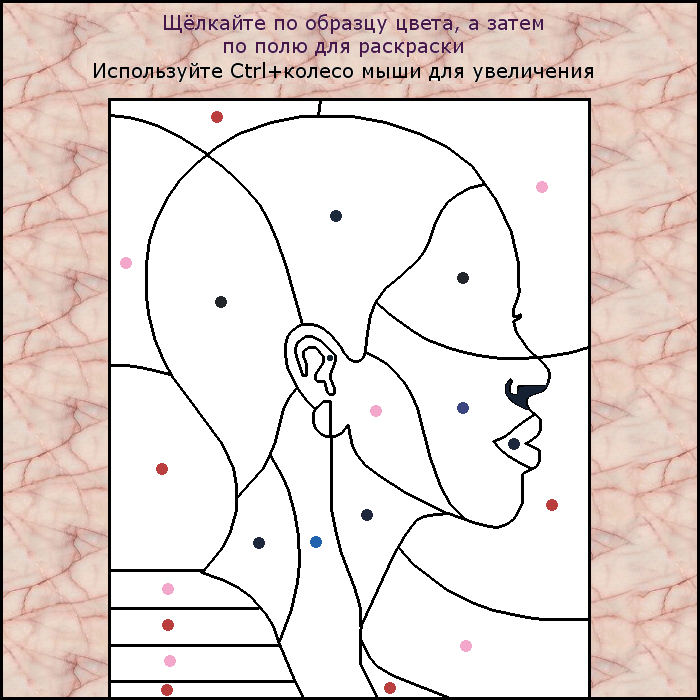 Щёлкайте по образцу цвета, а затем
по полю для раскраски
Используйте Ctrl+колесо мыши для увеличения